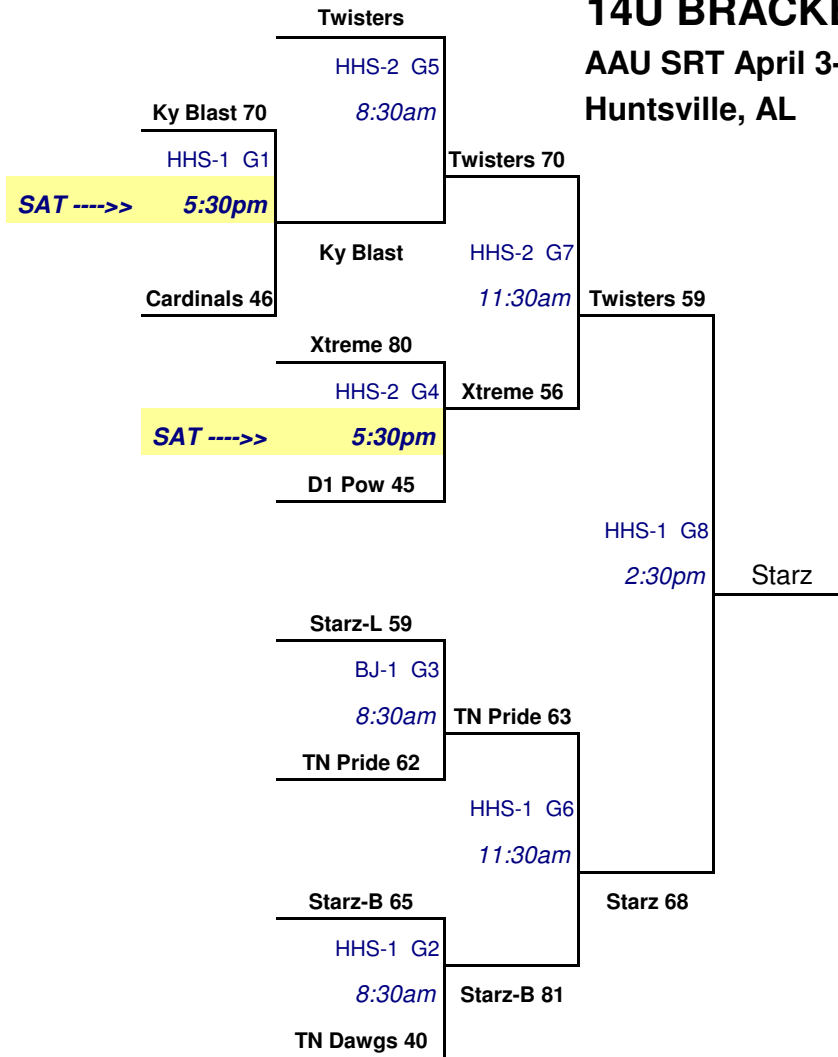 Twisters
14U BRACKE
HHS-2 G5
AAU SRT April 3-
Ky Blast 70
8:30am
Huntsville, AL
HHS-1 G1
Twisters 70
SAT ---->> 5:30pm
Ky Blast
HHS-2 G7
Cardinals 46
11:30am
Twisters 59
Xtreme 80
HHS-2 G4
Xtreme 56
SAT ---->> 5:30pm
D1 Pow 45
HHS-1 G8
2:30pm
Starz
Starz-L 59
BJ-1 G3
8:30am
TN Pride 63
TN Pride 62
HHS-1 G6
11:30am
Starz-B 65
Starz 68
HHS-1 G2
8:30am
Starz-B 81
TN Dawgs 40